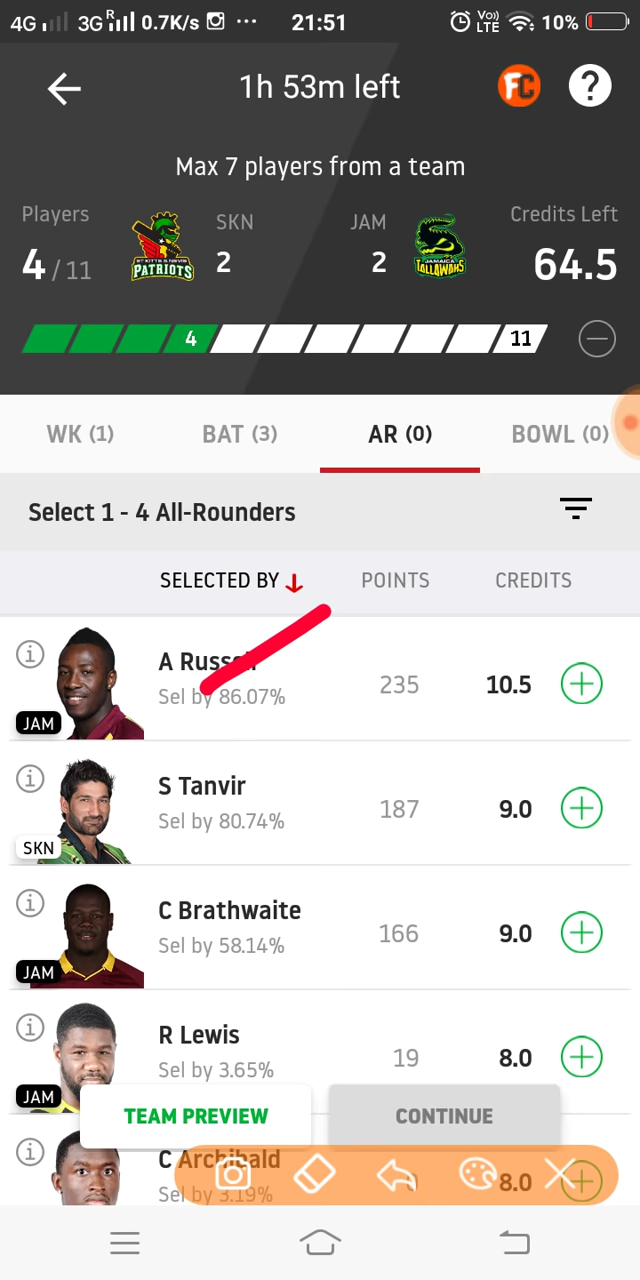 4G 3G R 0.7K/s ... 21:51 Vo) LTE 10%
1h 53m left FC ?
Max 7 players from a team
Players SKN JAM Credits Left
4 / 11 PATRIOTS 2 2 JAMAICA TALLAWAHS 64.5
4 11
WK (1) BAT (3) AR (0) BOWL (0)
Select 1 - 4 All-Rounders
SELECTED BY POINTS CREDITS
A Russell
Sel by 86.07% 235 10.5
JAM
S Tanvir
Sel by 80.74% 187 9.0
SKN
C Brathwaite
Sel by 58.14% 166 9.0
JAM
R Lewis
Sel by 3.65% 19 8.0
JAM
TEAM PREVIEW CONTINUE
C Archibald
Sel by 3.19% 8.0